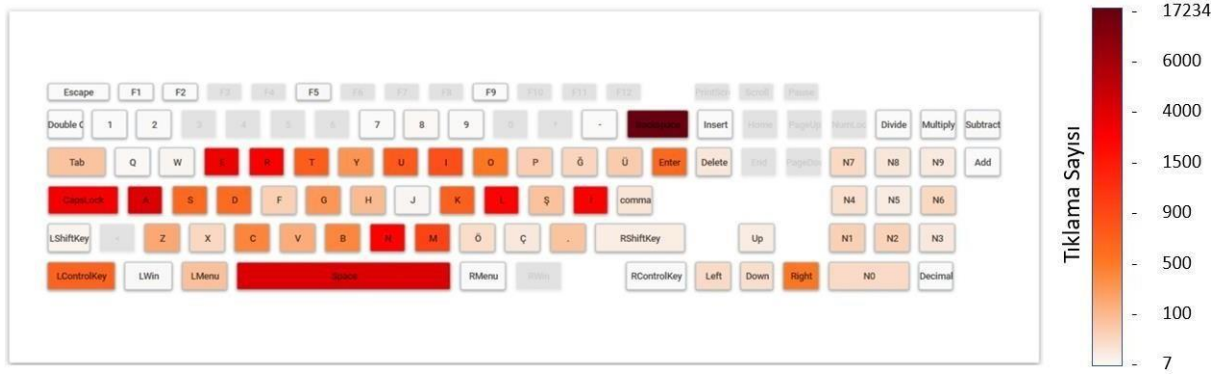 17234
Escape F1 F2 F3 F4 F5 F6 F7 F8 F9 F10 F11 F12 PrintScrn Scroll Pause
6000
Double Q 1 2 3 4 5 6 7 8 9 0 * - Backspace Insert Home PageUp NumLoc Divide Multiply Subtract
4000
Tab Q W E R T Y U I O P Ğ Ü Enter Delete End PageDo N7 N8 N9 Add
1500
CapsLock A S D F G H J K L Ş İ comma N4 N5 N6
900
LShiftKey Z X C V B N M Ö Ç . RShiftKey Up N1 N2 N3
500
LControlKey LWin LMenu Space RMenu RWin RControlKey Left Down Right N0 Decimal
100
7
Tıklama Sayısı